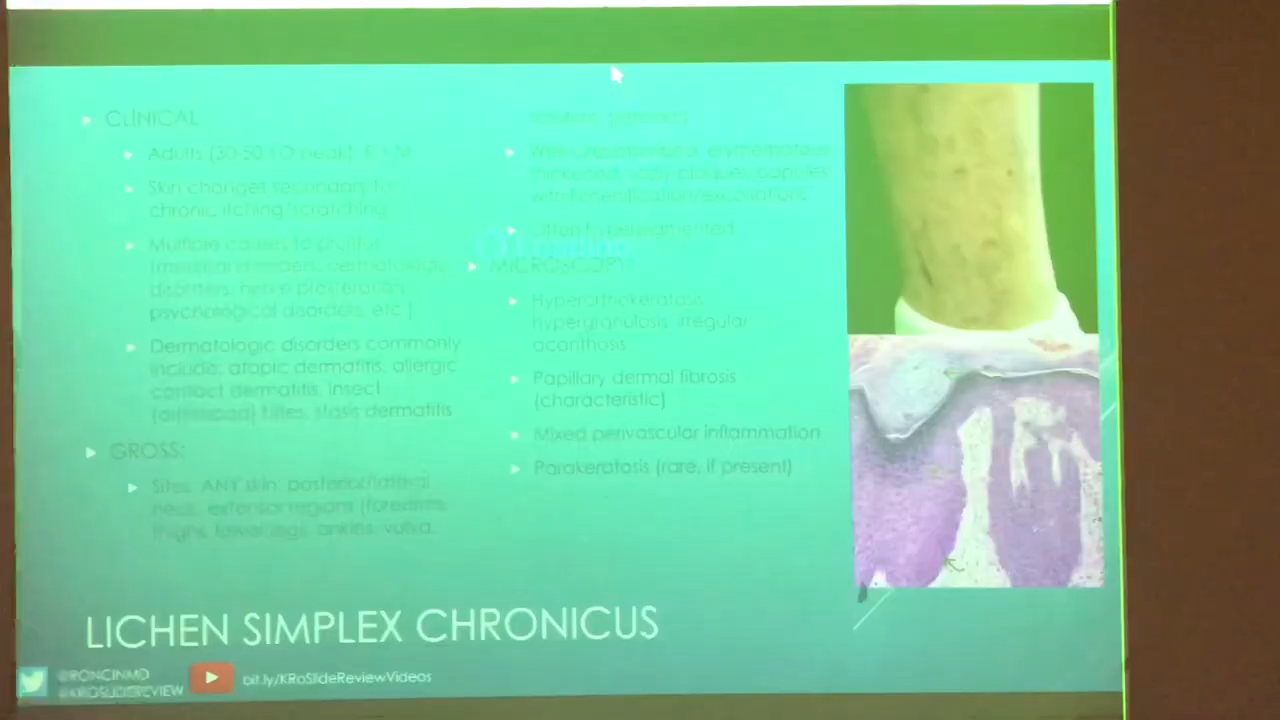 CLINICAL
Adults (30-50 YO peak), F > M
Skin changes secondary to
chronic itching/scratching
Multiple causes to pruritus
(medical disorders, dermatologic
disorders, nerve proliferation,
psychological disorders, etc.)
Dermatologic disorders commonly
include: atopic dermatitis, allergic
contact dermatitis, insect
(arthropod) bites, stasis dermatitis
GROSS:
Sites: ANY skin; posterior/lateral
neck, extensor regions (forearms,
thighs, lower legs, ankles, vulva,
Well-circumscribed, erythematous,
thickened, scaly plaques/papules
with lichenification/excoriations
Often hyperpigmented
MICROSCOPY:
Hyperorthokeratosis,
hypergranulosis, irregular
acanthosis
Papillary dermal fibrosis
(characteristic)
Mixed perivascular inflammation
Parakeratosis (rare, if present)
LICHEN SIMPLEX CHRONICUS
@RONCINMD
@KROSLIDEREVIEW
bit.ly/KRoSlideReviewVideos